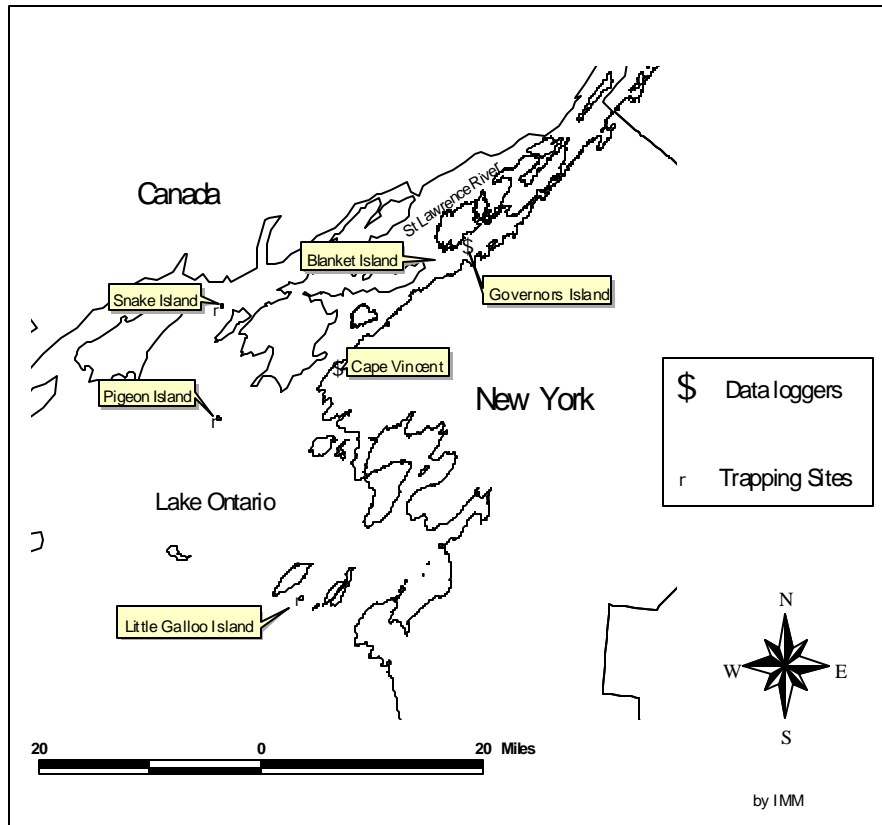 Canada
St Lawrence River
$
Blanket Island
Governors Island
Snake Island
r
$ Cape Vincent
Pigeon Island
r
New York
$ Data loggers
r Trapping Sites
Lake Ontario
r
Little Galloo Island
N
W E
S
20 0 20 Miles
by IMM